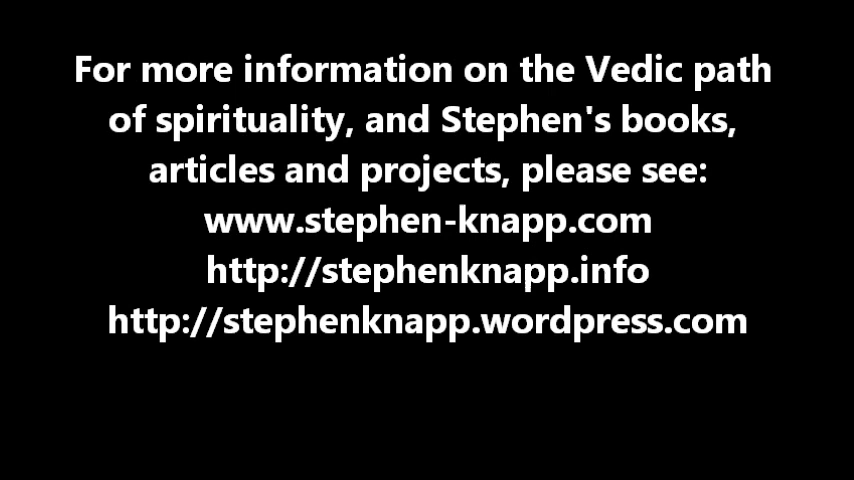 For more information on the Vedic path
of spirituality, and Stephen's books,
articles and projects, please see:
www.stephen-knapp.com
http://stephenknapp.info
http://stephenknapp.wordpress.com